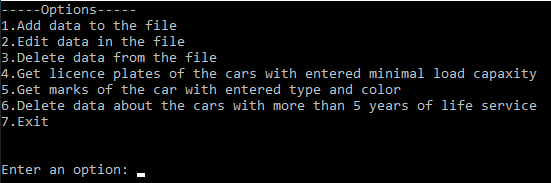 -----Options-----
1.Add data to the file
2.Edit data in the file
3.Delete data from the file
4.Get licence plates of the cars with entered minimal load capaxity
5.Get marks of the car with entered type and color
6.Delete data about the cars with more than 5 years of life service
7.Exit
Enter an option: